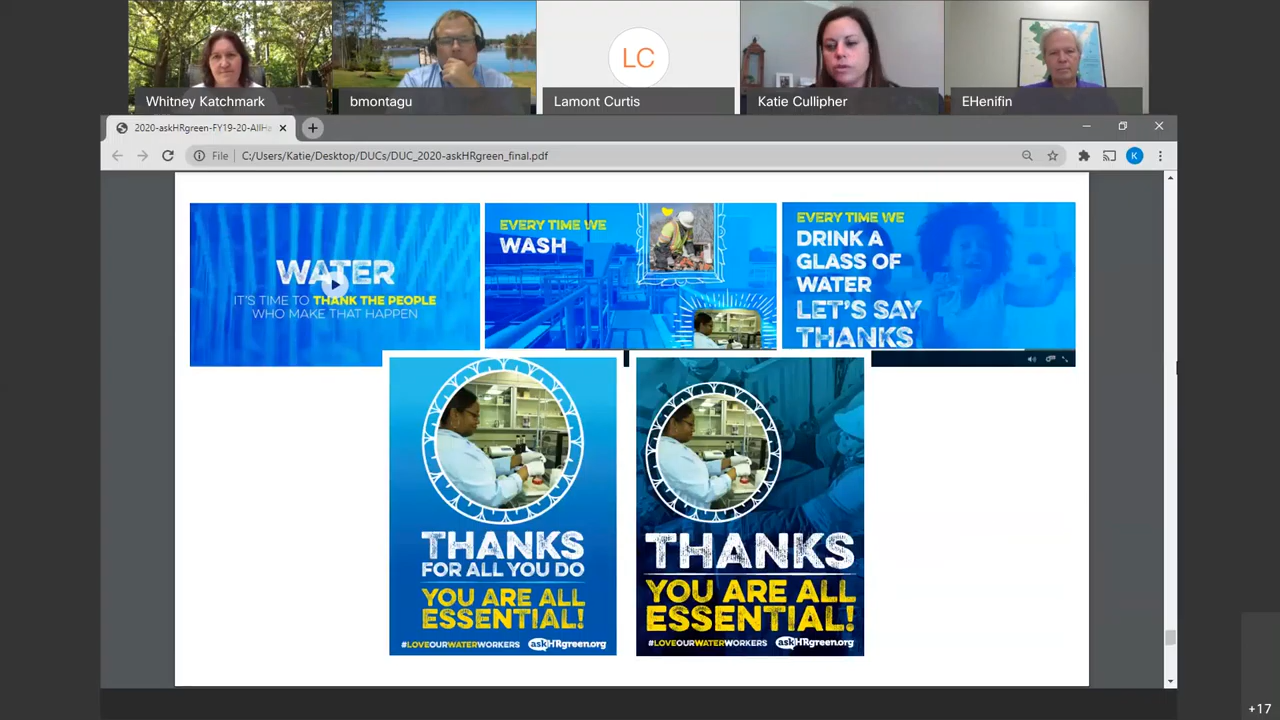 LC
Whitney Katchmark
bmontagu
Lamont Curtis
Katie Cullipher
EHenifin
2020-askHRgreen-FY19-20-AllHa
File
C:/Users/Katie/Desktop/DUCs/DUC_2020-askHRgreen_final.pdf
K
WATER
IT'S TIME TO THANK THE PEOPLE
WHO MAKE THAT HAPPEN
EVERY TIME WE
WASH
EVERY TIME WE
DRINK A
GLASS OF
WATER
LET'S SAY
THANKS
THANKS
FOR ALL YOU DO
YOU ARE ALL
ESSENTIAL!
#LOVEOURWATERWORKERS
askHRgreen.org
THANKS
YOU ARE ALL
ESSENTIAL!
#LOVEOURWATERWORKERS
askHRgreen.org
+17